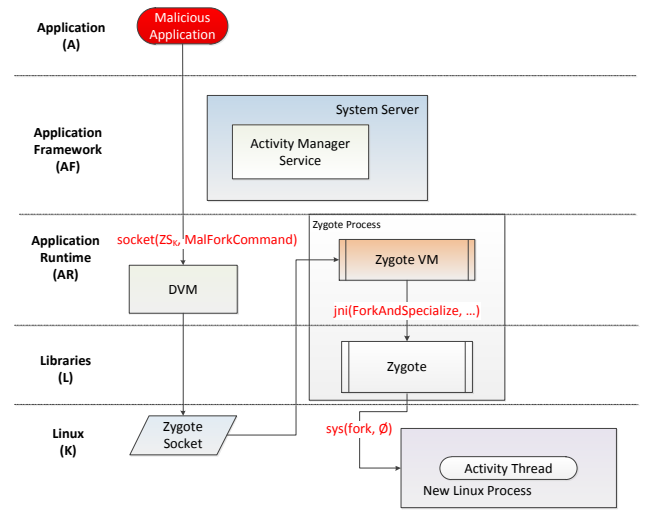 Application
(A)
Malicious
Application
Application
Framework
(AF)
System Server
Activity Manager
Service
Application
Runtime
(AR)
socket(ZSK, MalForkCommand)
DVM
Zygote Process
Zygote VM
jni(ForkAndSpecialize, …)
Libraries
(L)
Zygote
Linux
(K)
Zygote
Socket
sys(fork, Ø)
Activity Thread
New Linux Process